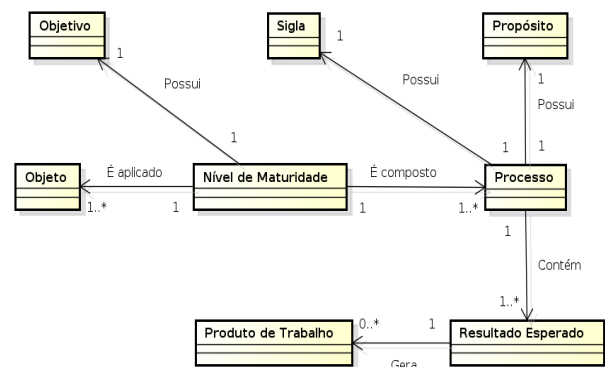 Objetivo
Sigla
Propósito
1
1
1
Possui
Possui
Possui
1
1
1
Objeto
É aplicado
Nível de Maturidade
É composto
Processo
1..*
1
1
1..*
1
Contém
1..*
Produto de Trabalho
0..*
1
Resultado Esperado
Gera